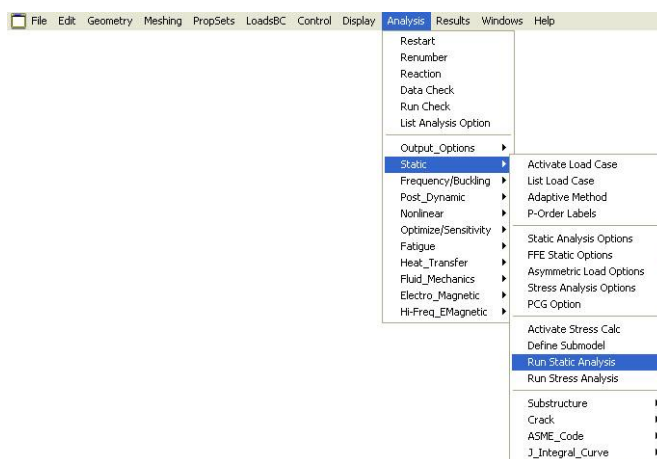 File Edit Geometry Meshing PropSets LoadsBC Control Display Analysis Results Windows Help
Restart
Renumber
Reaction
Data Check
Run Check
List Analysis Option
Output_Options
Static
Frequency/Buckling
Post_Dynamic
Nonlinear
Optimize/Sensitivity
Fatigue
Heat_Transfer
Fluid_Mechanics
Electro_Magnetic
Hi-Freq_EMagnetic
Activate Load Case
List Load Case
Adaptive Method
P-Order Labels
Static Analysis Options
FFE Static Options
Asymmetric Load Options
Stress Analysis Options
PCG Option
Activate Stress Calc
Define Submodel
Run Static Analysis
Run Stress Analysis
Substructure
Crack
ASME_Code
J_Integral_Curve